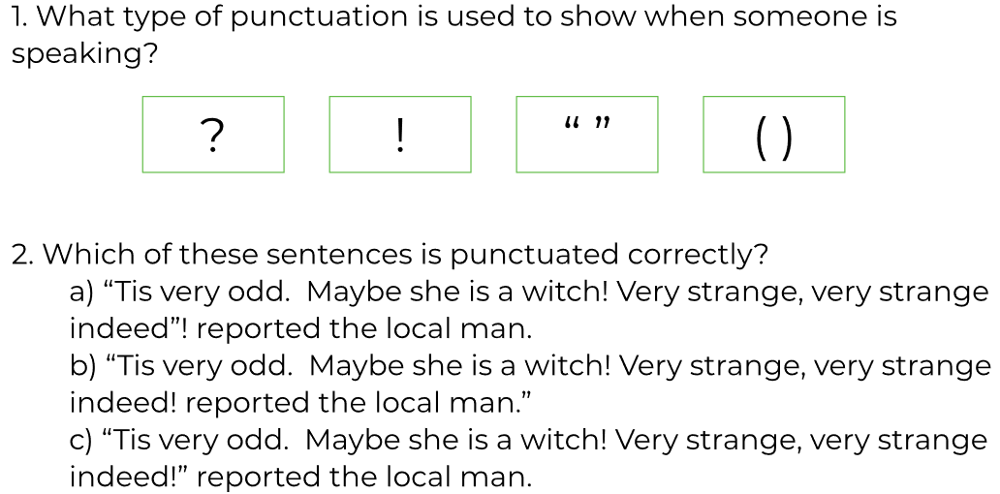 1. What type of punctuation is used to show when someone is
speaking?
? ! “ ” ( )
2. Which of these sentences is punctuated correctly?
a) “Tis very odd.  Maybe she is a witch! Very strange, very strange
indeed”! reported the local man.
b) “Tis very odd.  Maybe she is a witch! Very strange, very strange
indeed! reported the local man.”
c) “Tis very odd.  Maybe she is a witch! Very strange, very strange
indeed!” reported the local man.